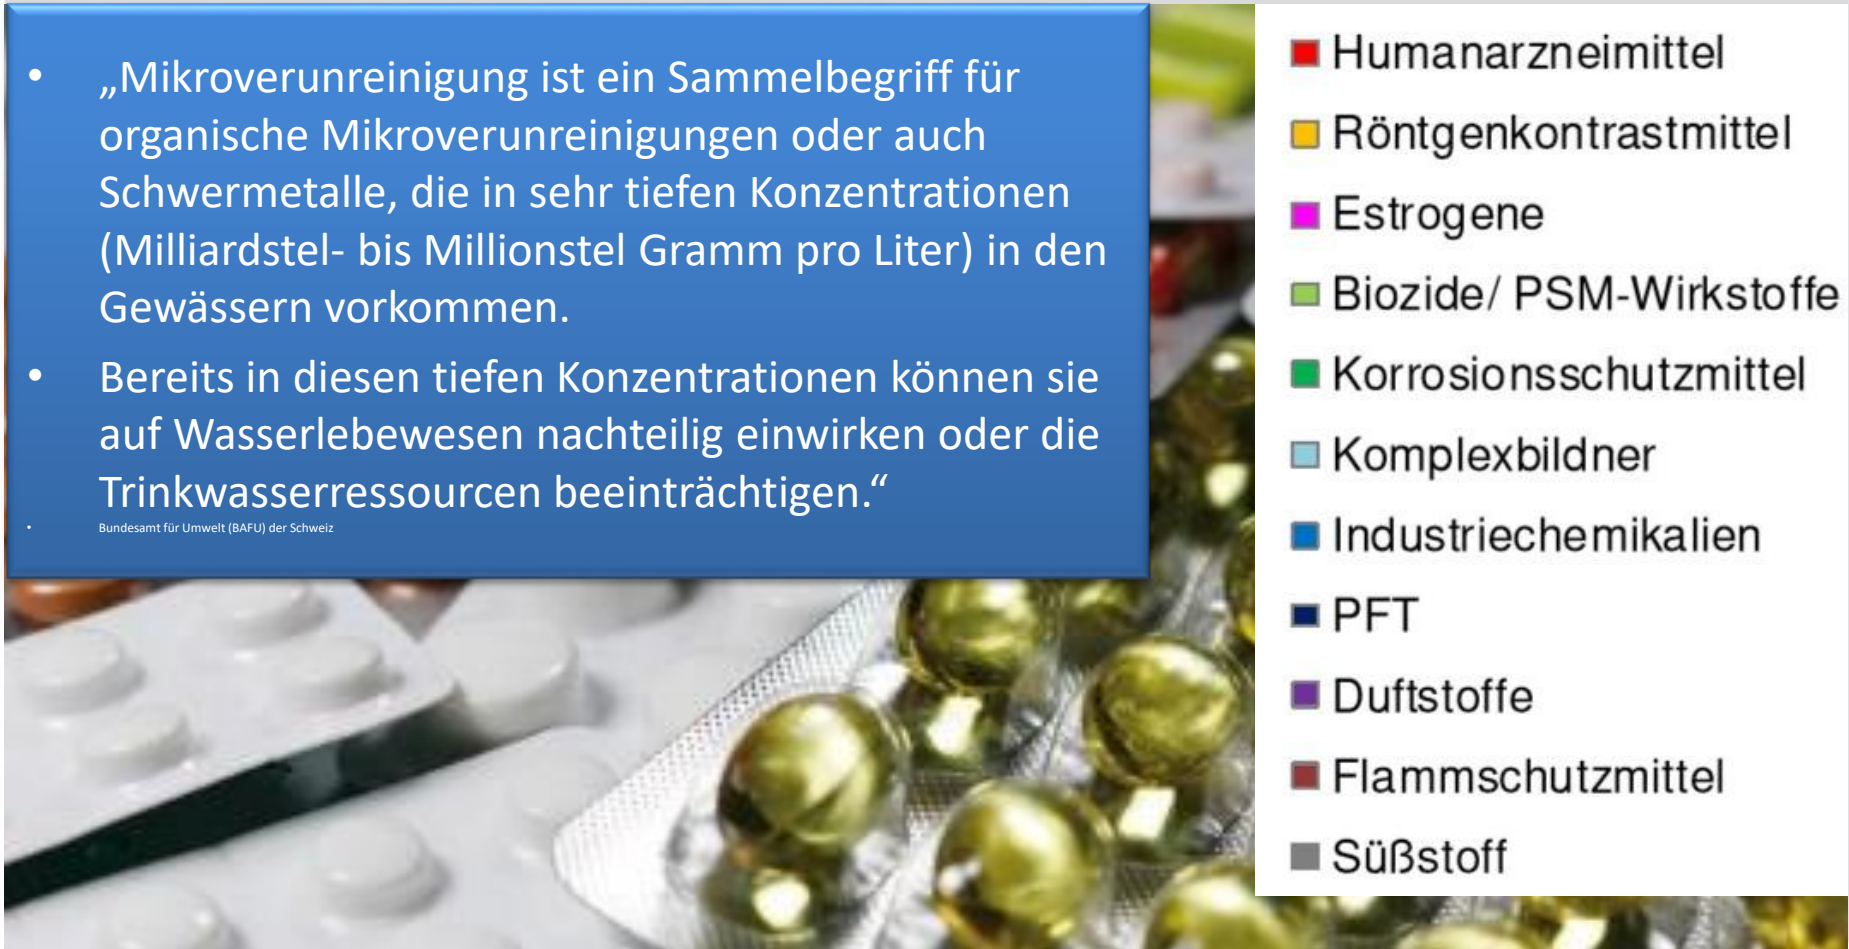 • „Mikroverunreinigung ist ein Sammelbegriff für
organische Mikroverunreinigungen oder auch
Schwermetalle, die in sehr tiefen Konzentrationen
(Milliardstel- bis Millionstel Gramm pro Liter) in den
Gewässern vorkommen.
• Bereits in diesen tiefen Konzentrationen können sie
auf Wasserlebewesen nachteilig einwirken oder die
Trinkwasserressourcen beeinträchtigen.“
• Bundesamt für Umwelt (BAFU) der Schweiz
Humanarzneimittel
Röntgenkontrastmittel
Estrogene
Biozide/ PSM-Wirkstoffe
Korrosionsschutzmittel
Komplexbildner
Industriechemikalien
PFT
Duftstoffe
Flammschutzmittel
Süßstoff